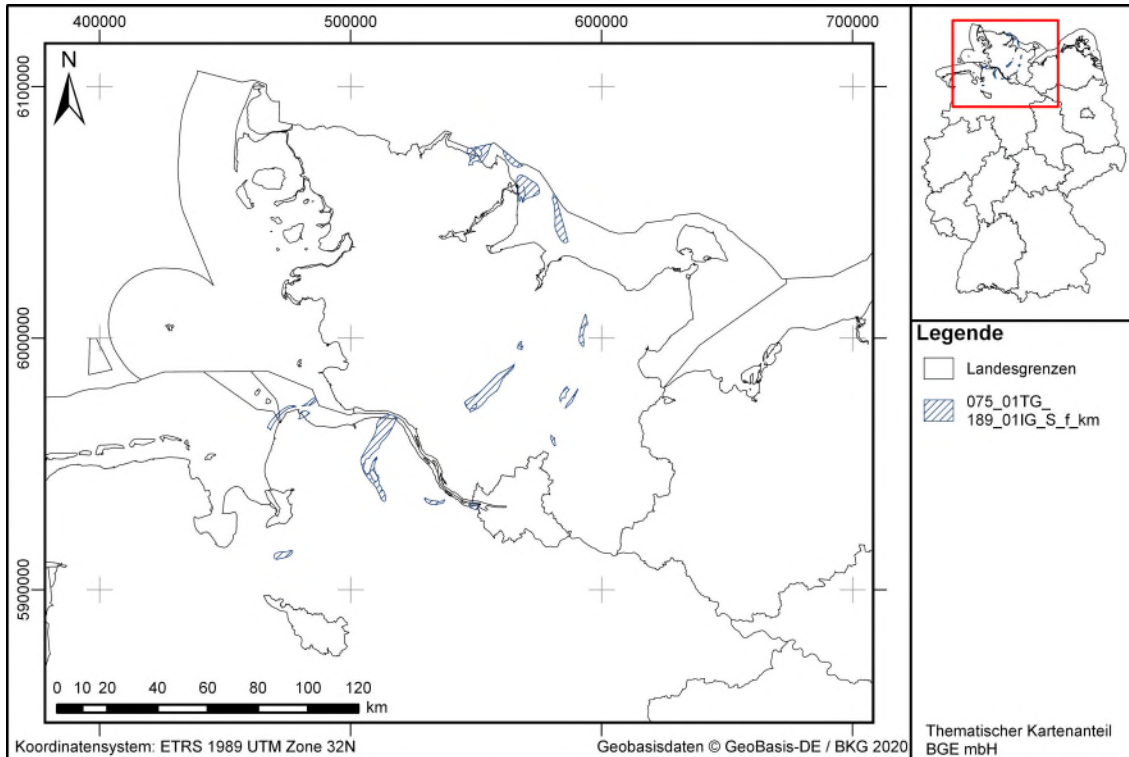 400000 500000 600000 700000
N
6100000
6000000
5900000
0 10 20 40 60 80 100 120
km
Koordinatensystem: ETRS 1989 UTM Zone 32N
Geobasisdaten © GeoBasis-DE / BKG 2020
Legende
Landesgrenzen
075_01TG_
189_01IG_S_f_km
Thematischer Kartenanteil
BGE mbH